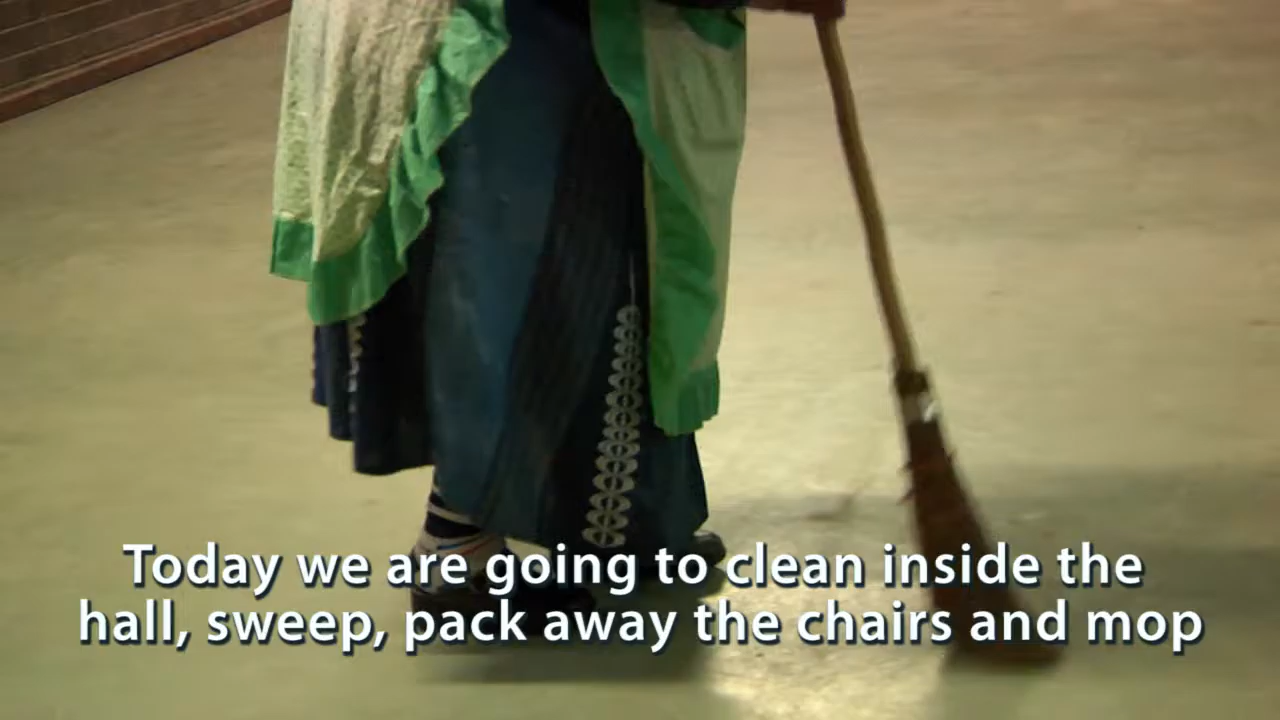 Today we are going to clean inside the
hall, sweep, pack away the chairs and mop